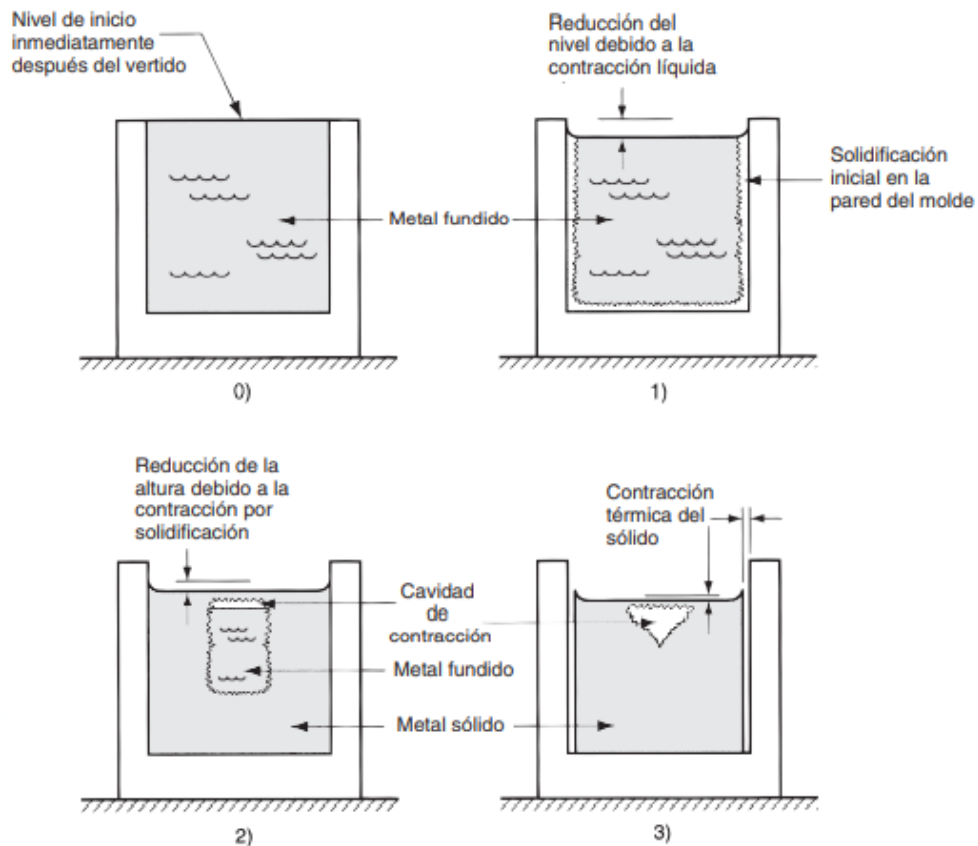 Nivel de inicio
inmediatamente
después del vertido
Reducción del
nivel debido a la
contracción líquida
Solidificación
inicial en la
pared del molde
Metal fundido
0)
1)
Reducción de la
altura debido a la
contracción por
solidificación
Contracción
térmica del
sólido
Cavidad
de
contracción
Metal fundido
Metal sólido
2)
3)